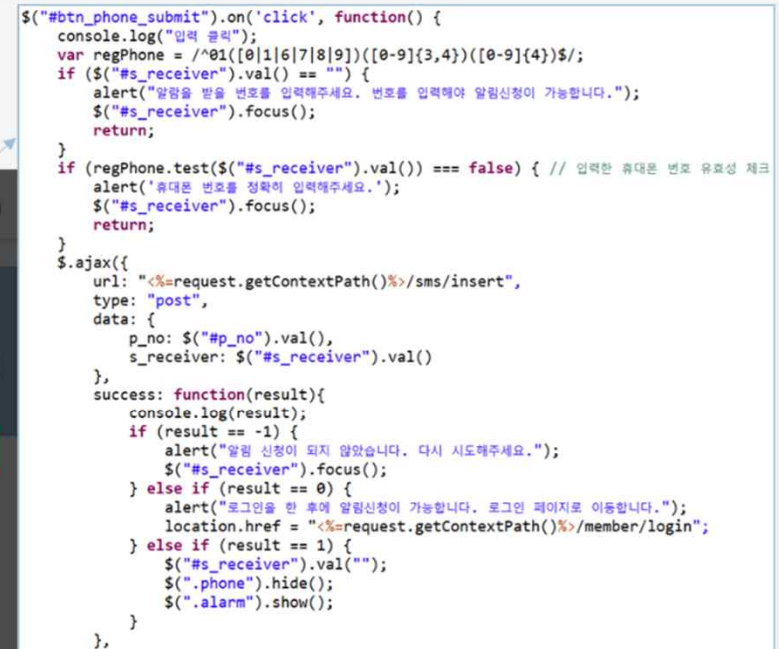 $("#btn_phone_submit").on('click', function() {
    console.log("입력 클릭");
    var regPhone = /^01([0|1|6|7|8|9])([0-9]{3,4})([0-9]{4})$/;
    if ($("#s_receiver").val() == "") {
        alert("알람을 받을 번호를 입력해주세요. 번호를 입력해야 알림신청이 가능합니다.");
        $("#s_receiver").focus();
        return;
    }
    if (regPhone.test($("#s_receiver").val()) === false) { // 입력한 휴대폰 번호 유효성 체크
        alert('휴대폰 번호를 정확히 입력해주세요.');
        $("#s_receiver").focus();
        return;
    }
    $.ajax({
        url: "<%=request.getContextPath()%>/sms/insert",
        type: "post",
        data: {
            p_no: $("#p_no").val(),
            s_receiver: $("#s_receiver").val()
        },
        success: function(result){
            console.log(result);
            if (result == -1) {
                alert("알림 신청이 되지 않았습니다. 다시 시도해주세요.");
                $("#s_receiver").focus();
            } else if (result == 0) {
                alert("로그인을 한 후에 알림신청이 가능합니다. 로그인 페이지로 이동합니다.");
                location.href = "<%=request.getContextPath()%>/member/login";
            } else if (result == 1) {
                $("#s_receiver").val("");
                $(".phone").hide();
                $(".alarm").show();
            }
        },